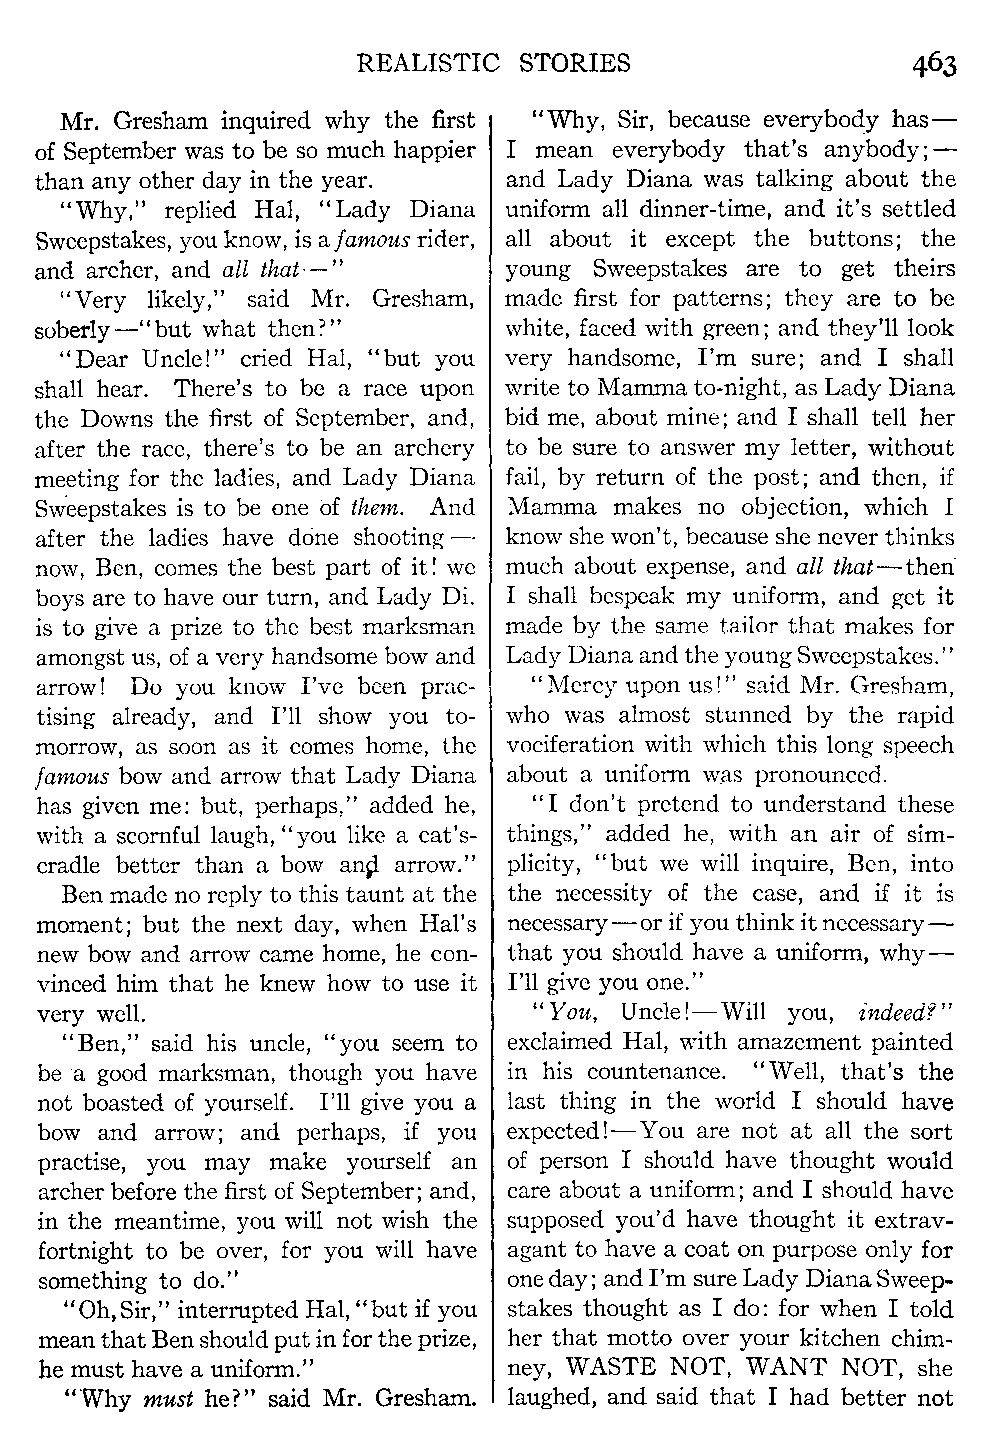 REALISTIC STORIES 463
Mr. Gresham inquired why the first
of September was to be so much happier
than any other day in the year.
"Why," replied Hal, "Lady Diana
Sweepstakes, you know, is a famous rider,
and archer, and all that—"
"Very likely," said Mr. Gresham,
soberly—"but what then?"
"Dear Uncle!" cried Hal, "but you
shall hear. There's to be a race upon
the Downs the first of September, and,
after the race, there's to be an archery
meeting for the ladies, and Lady Diana
Sweepstakes is to be one of them. And
after the ladies have done shooting—
now, Ben, comes the best part of it! we
boys are to have our turn, and Lady Di.
is to give a prize to the best marksman
amongst us, of a very handsome bow and
arrow! Do you know I've been prac-
tising already, and I'll show you to-
morrow, as soon as it comes home, the
famous bow and arrow that Lady Diana
has given me: but, perhaps," added he,
with a scornful laugh, "you like a cat's-
cradle better than a bow and arrow."
Ben made no reply to this taunt at the
moment; but the next day, when Hal's
new bow and arrow came home, he con-
vinced him that he knew how to use it
very well.
"Ben," said his uncle, "you seem to
be a good marksman, though you have
not boasted of yourself. I'll give you a
bow and arrow; and perhaps, if you
practise, you may make yourself an
archer before the first of September; and,
in the meantime, you will not wish the
fortnight to be over, for you will have
something to do."
"Oh, Sir," interrupted Hal, "but if you
mean that Ben should put in for the prize,
he must have a uniform."
"Why must he?" said Mr. Gresham.
"Why, Sir, because everybody has—
I mean everybody that's anybody;—
and Lady Diana was talking about the
uniform all dinner-time, and it's settled
all about it except the buttons; the
young Sweepstakes are to get theirs
made first for patterns; they are to be
white, faced with green; and they'll look
very handsome, I'm sure; and I shall
write to Mamma to-night, as Lady Diana
bid me, about mine; and I shall tell her
to be sure to answer my letter, without
fail, by return of the post; and then, if
Mamma makes no objection, which I
know she won't, because she never thinks
much about expense, and all that—then
I shall bespeak my uniform, and get it
made by the same tailor that makes for
Lady Diana and the young Sweepstakes."
"Mercy upon us!" said Mr. Gresham,
who was almost stunned by the rapid
vociferation with which this long speech
about a uniform was pronounced.
"I don't pretend to understand these
things," added he, with an air of sim-
plicity, "but we will inquire, Ben, into
the necessity of the case, and if it is
necessary—or if you think it necessary—
that you should have a uniform, why—
I'll give you one."
"You, Uncle!—Will you, indeed?"
exclaimed Hal, with amazement painted
in his countenance. "Well, that's the
last thing in the world I should have
expected!—You are not at all the sort
of person I should have thought would
care about a uniform; and I should have
supposed you'd have thought it extrav-
agant to have a coat on purpose only for
one day; and I'm sure Lady Diana Sweep-
stakes thought as I do: for when I told
her that motto over your kitchen chim-
ney, WASTE NOT, WANT NOT, she
laughed, and said that I had better not